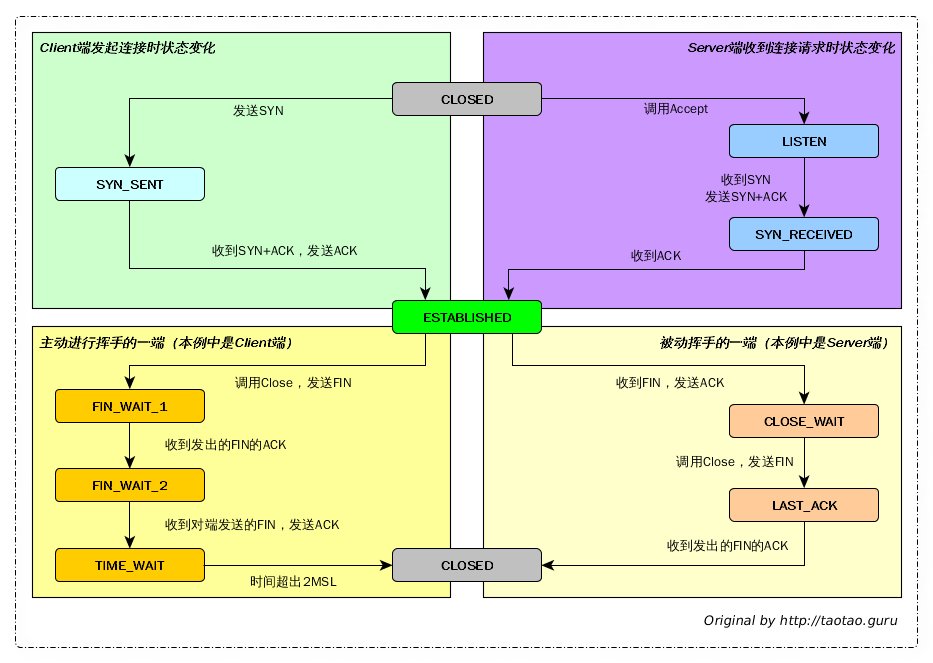 Client端发起连接时状态变化
Server端收到连接请求时状态变化
CLOSED
发送SYN
调用Accept
LISTEN
SYN_SENT
收到SYN
发送SYN+ACK
SYN_RECEIVED
收到SYN+ACK，发送ACK
收到ACK
ESTABLISHED
主动进行挥手的一端（本例中是Client端）
被动挥手的一端（本例中是Server端）
调用Close，发送FIN
收到FIN，发送ACK
FIN_WAIT_1
CLOSE_WAIT
收到发出的FIN的ACK
调用Close，发送FIN
FIN_WAIT_2
LAST_ACK
收到对端发送的FIN，发送ACK
收到发出的FIN的ACK
TIME_WAIT
CLOSED
时间超出2MSL
Original by http://taotao.guru